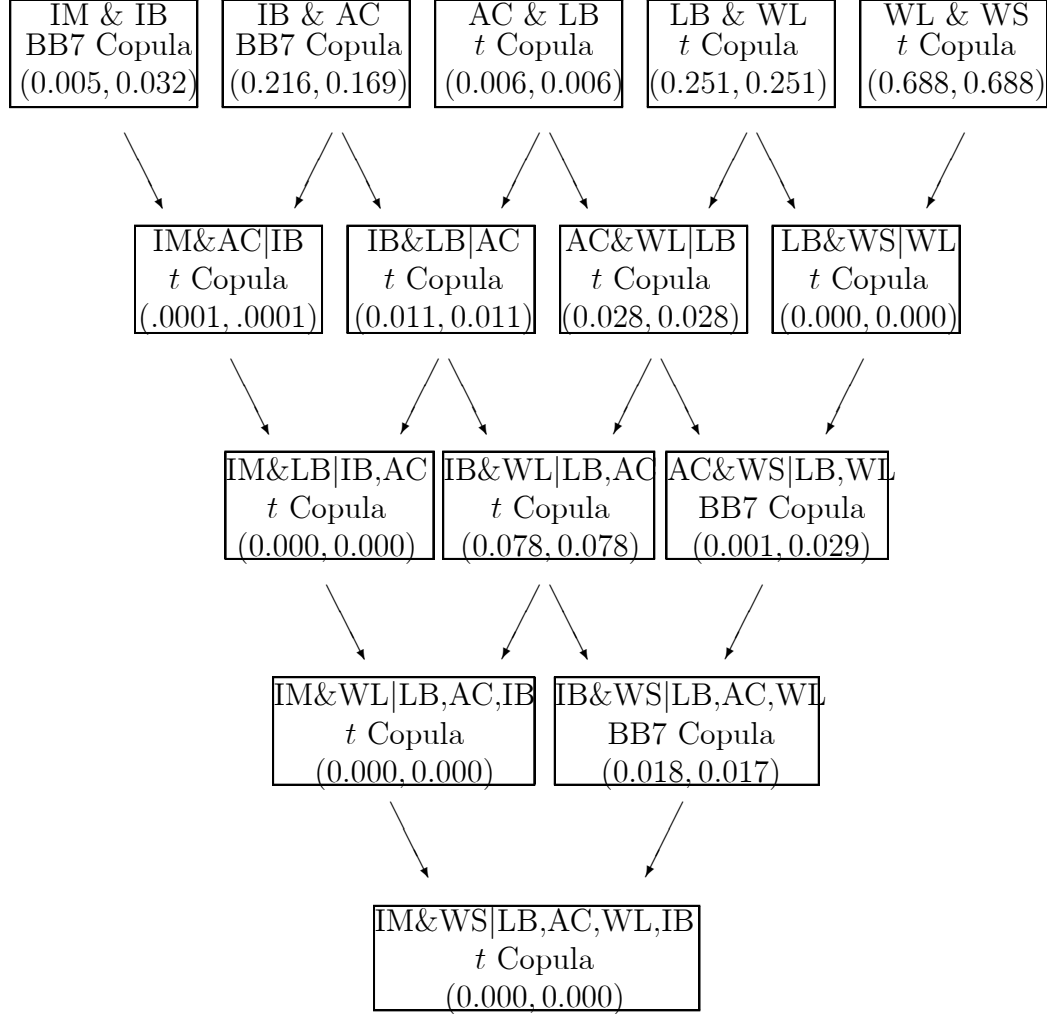 IM & IB
BB7 Copula
(0.005, 0.032)
IB & AC
BB7 Copula
(0.216, 0.169)
AC & LB
t Copula
(0.006, 0.006)
LB & WL
t Copula
(0.251, 0.251)
WL & WS
t Copula
(0.688, 0.688)
IM&AC|IB
t Copula
(.0001, .0001)
IB&LB|AC
t Copula
(0.011, 0.011)
AC&WL|LB
t Copula
(0.028, 0.028)
LB&WS|WL
t Copula
(0.000, 0.000)
IM&LB|IB,AC
t Copula
(0.000, 0.000)
IB&WL|LB,AC
t Copula
(0.078, 0.078)
AC&WS|LB,WL
BB7 Copula
(0.001, 0.029)
IM&WL|LB,AC,IB
t Copula
(0.000, 0.000)
IB&WS|LB,AC,WL
BB7 Copula
(0.018, 0.017)
IM&WS|LB,AC,WL,IB
t Copula
(0.000, 0.000)